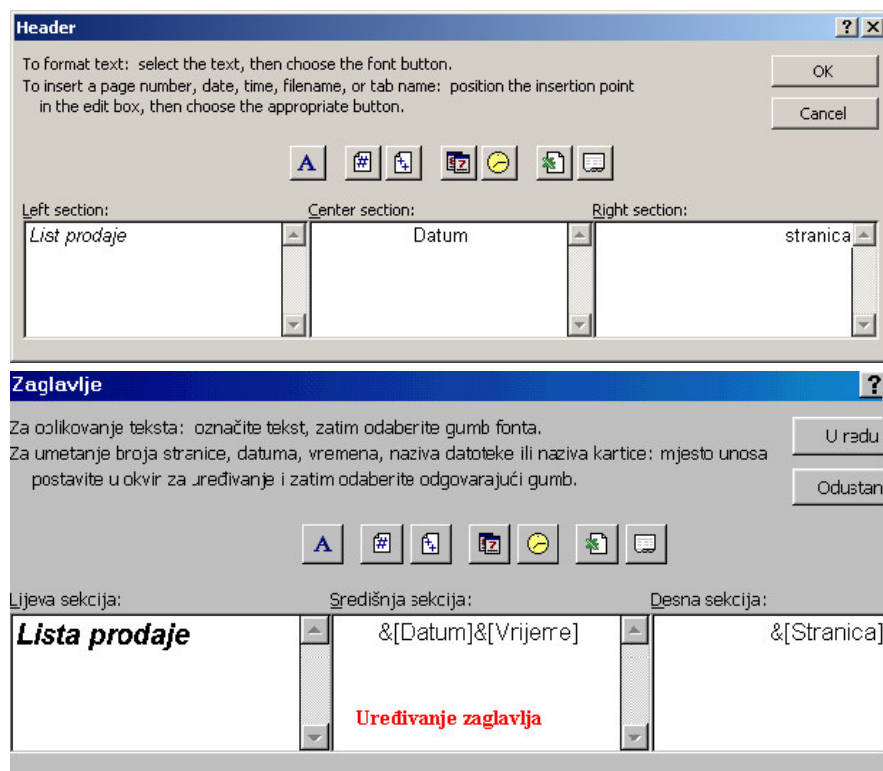 Header
To format text: select the text, then choose the font button.
To insert a page number, date, time, filename, or tab name: position the insertion point
in the edit box, then choose the appropriate button.
OK
Cancel
A
Left section:
Center section:
Right section:
List prodaje
Datum
stranica
Zaglavlje
Za oblikovanje teksta: označite tekst, zatim odaberite gumb fonta.
Za umetanje broja stranice, datuma, vremena, naziva datoteke ili naziva kartice: mjesto unosa
postavite u okvir za uređivanje i zatim odaberite odgovarajući gumb.
U redu
Odustan
A
Lijeva sekcija:
Središnja sekcija:
Desna sekcija:
Lista prodaje
&[Datum]&[Vrijeme]
&[Stranica]
Uređivanje zaglavlja